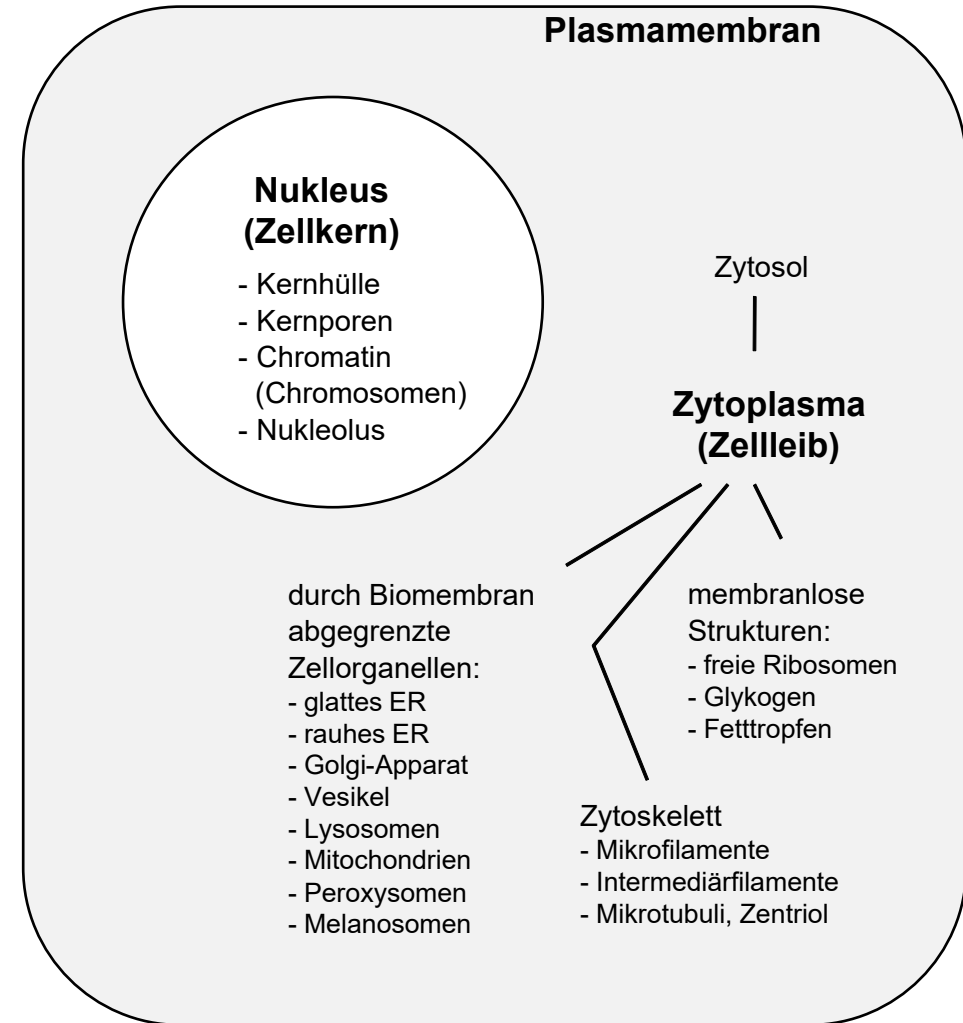 Plasmamembran
Nukleus
(Zellkern)
- Kernhülle
- Kernporen
- Chromatin
(Chromosomen)
- Nukleolus
Zytosol
Zytoplasma
(Zellleib)
durch Biomembran
abgegrenzte
Zellorganellen:
- glattes ER
- rauhes ER
- Golgi-Apparat
- Vesikel
- Lysosomen
- Mitochondrien
- Peroxysomen
- Melanosomen
membranlose
Strukturen:
- freie Ribosomen
- Glykogen
- Fetttropfen
Zytoskelett
- Mikrofilamente
- Intermediärfilamente
- Mikrotubuli, Zentriol